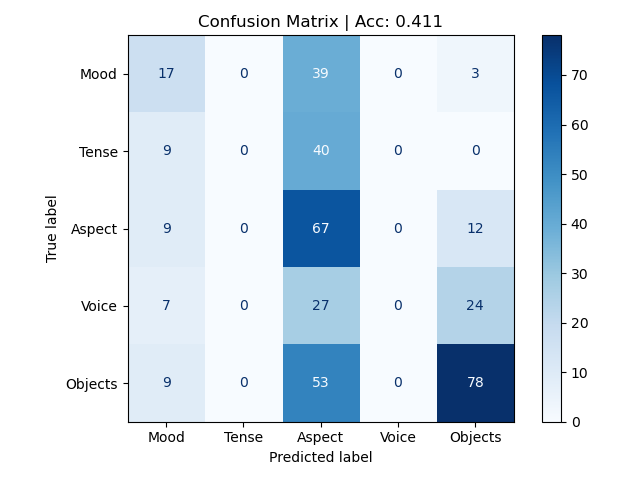 Confusion Matrix | Acc: 0.411
True label
Mood 17 0 39 0 3
Tense 9 0 40 0 0
Aspect 9 0 67 0 12
Voice 7 0 27 0 24
Objects 9 0 53 0 78
Mood Tense Aspect Voice Objects
Predicted label
70
60
50
40
30
20
10
0